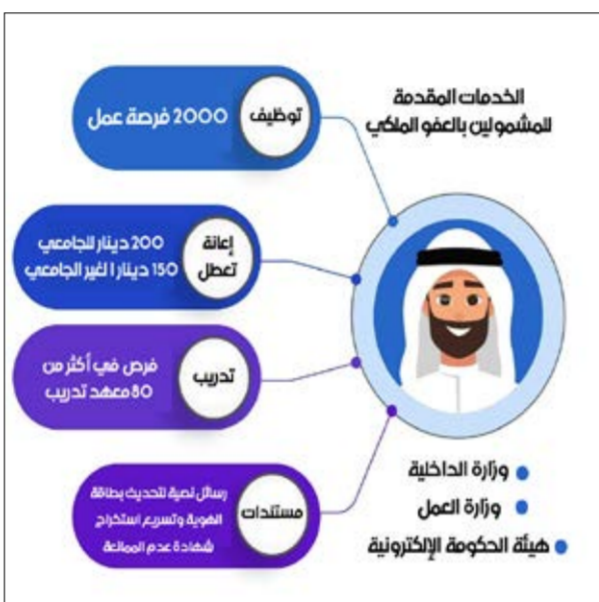 الخدمات المقدمة
للمشمولين بالعفو الملكي
توظيف
2000 فرصة عمل
إعانة
تعطل
200 دينار للجامعي
150 دينارا لغير الجامعي
تدريب
فرص في أكثر من
80 معهد تدريب
مستندات
رسائل نصية لتحديث بطاقة
الهوية وتسريع استخراج
شهادة عدم الممانعة
وزارة الداخلية
وزارة العمل
هيئة الحكومة الإلكترونية